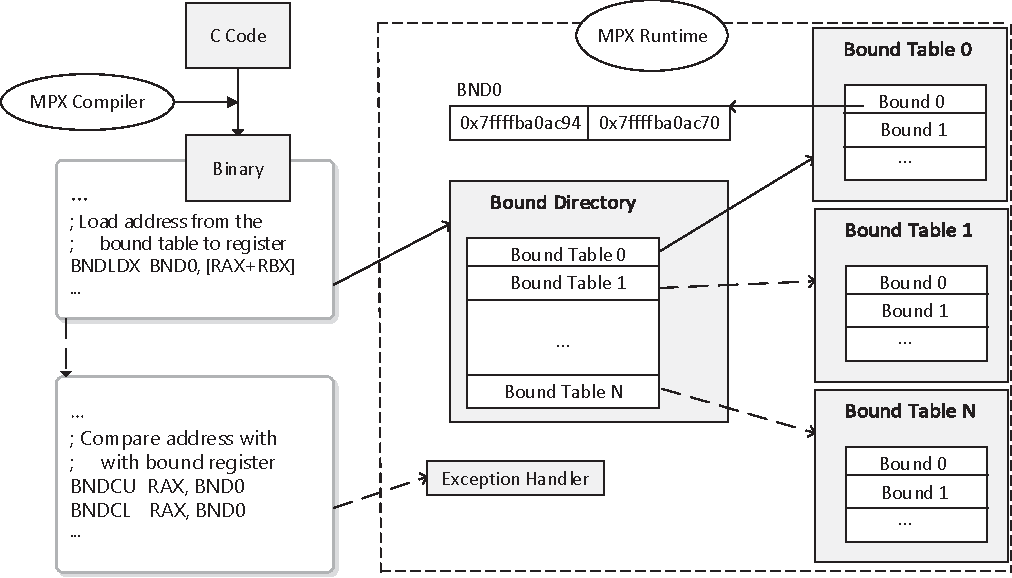 C Code
MPX Compiler
Binary
...
; Load address from the
;    bound table to register
BNDLDX  BND0, [RAX+RBX]
...
...
; Compare address with
;    with bound register
BNDCU  RAX, BND0
BNDCL   RAX, BND0
...
MPX Runtime
BND0
0x7ffffba0ac94 0x7ffffba0ac70
Bound Directory
Bound Table 0
Bound Table 1
...
Bound Table N
Exception Handler
Bound Table 0
Bound 0
Bound 1
...
Bound Table 1
Bound 0
Bound 1
...
Bound Table N
Bound 0
Bound 1
...